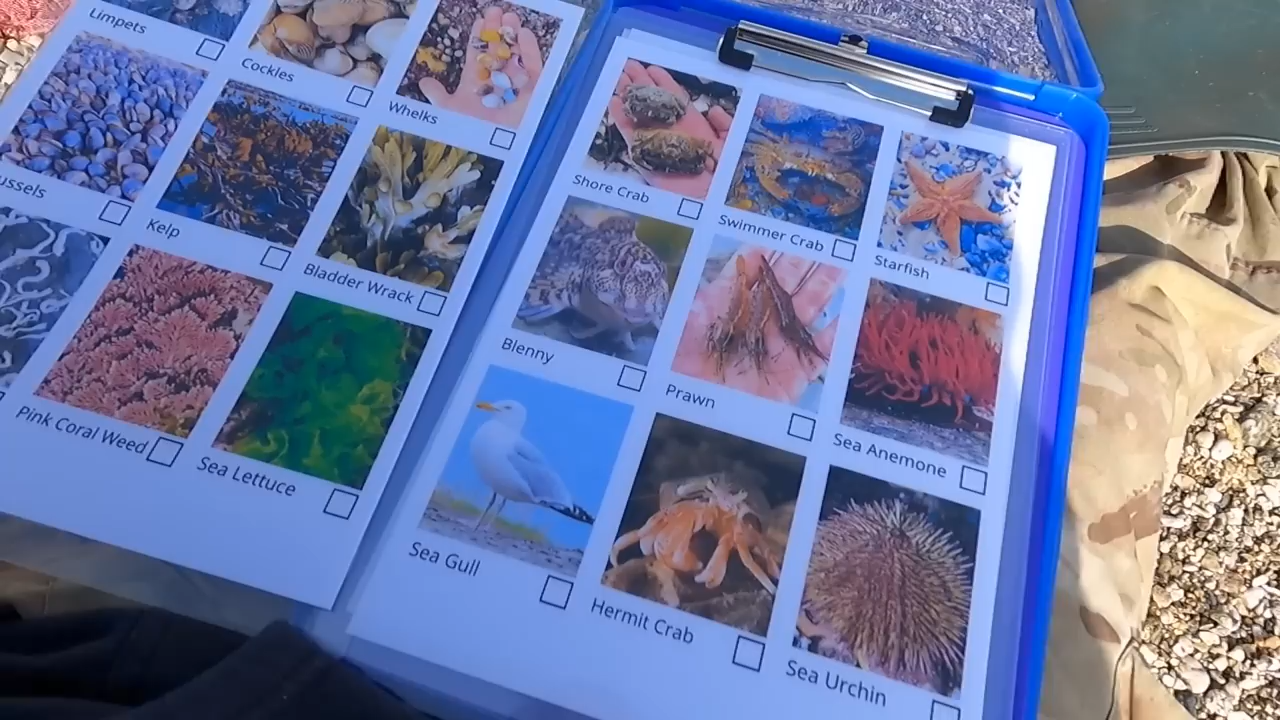 Limpets
Cockles
Whelks
ussels
Kelp
Bladder Wrack
Pink Coral Weed
Sea Lettuce
Shore Crab
Swimmer Crab
Starfish
Blenny
Prawn
Sea Anemone
Sea Gull
Hermit Crab
Sea Urchin